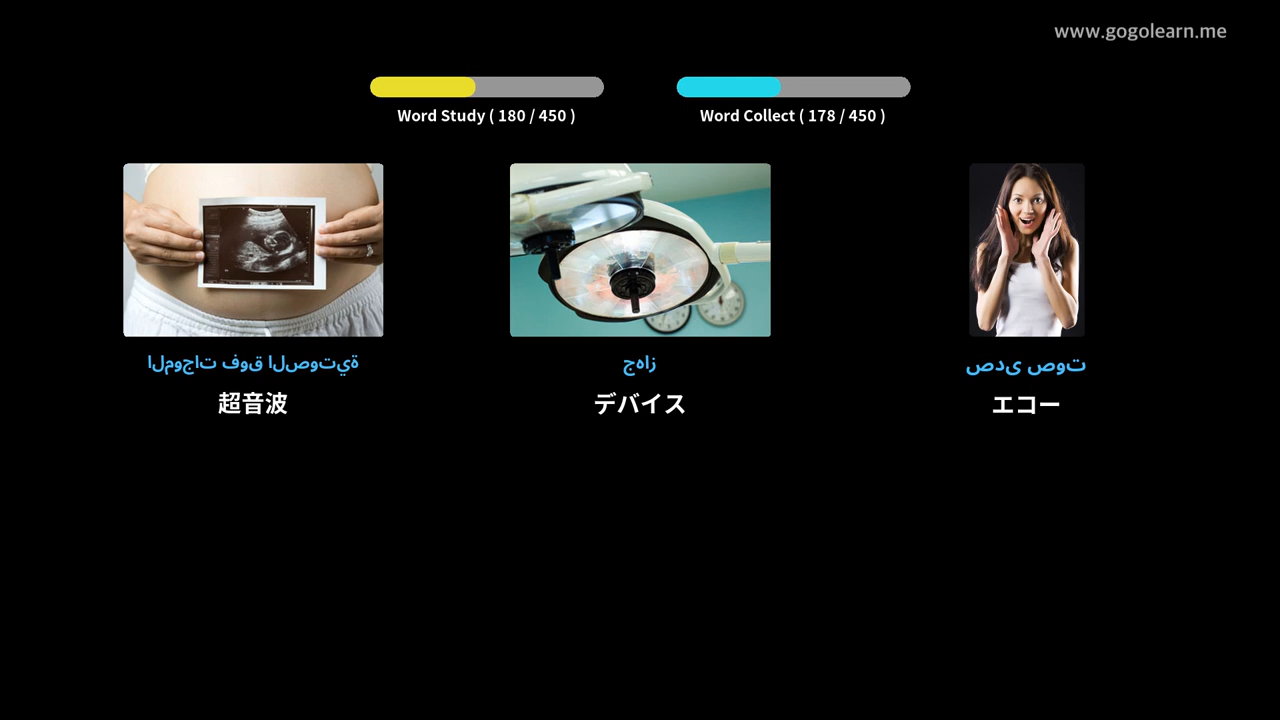 www.gogolearn.me
Word Study ( 180 / 450 )
Word Collect ( 178 / 450 )
الموجات فوق الصوتية
جهاز
صدى صوت
超音波
デバイス
エコー